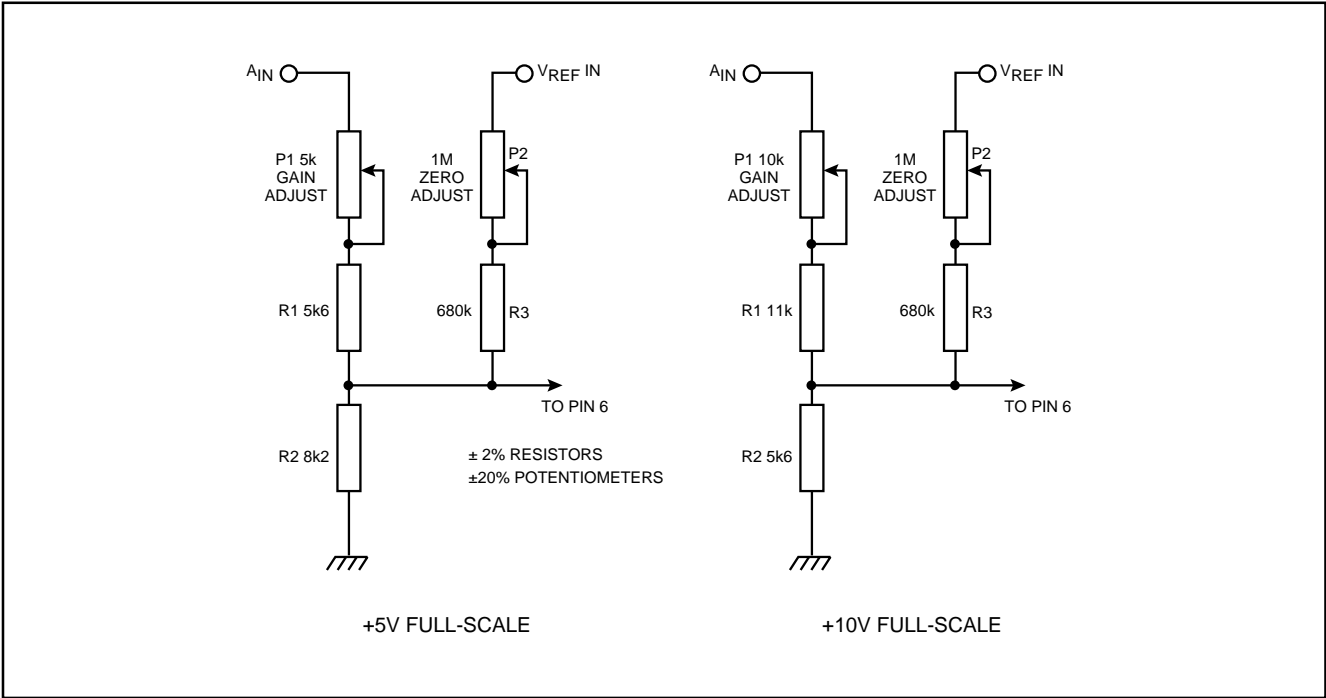 AIN
VREF IN
P1 5k
GAIN
ADJUST
1M
ZERO
ADJUST
P2
R1 5k6
680k
R3
TO PIN 6
R2 8k2
± 2% RESISTORS
±20% POTENTIOMETERS
+5V FULL-SCALE
AIN
VREF IN
P1 10k
GAIN
ADJUST
1M
ZERO
ADJUST
P2
R1 11k
680k
R3
TO PIN 6
R2 5k6
+10V FULL-SCALE